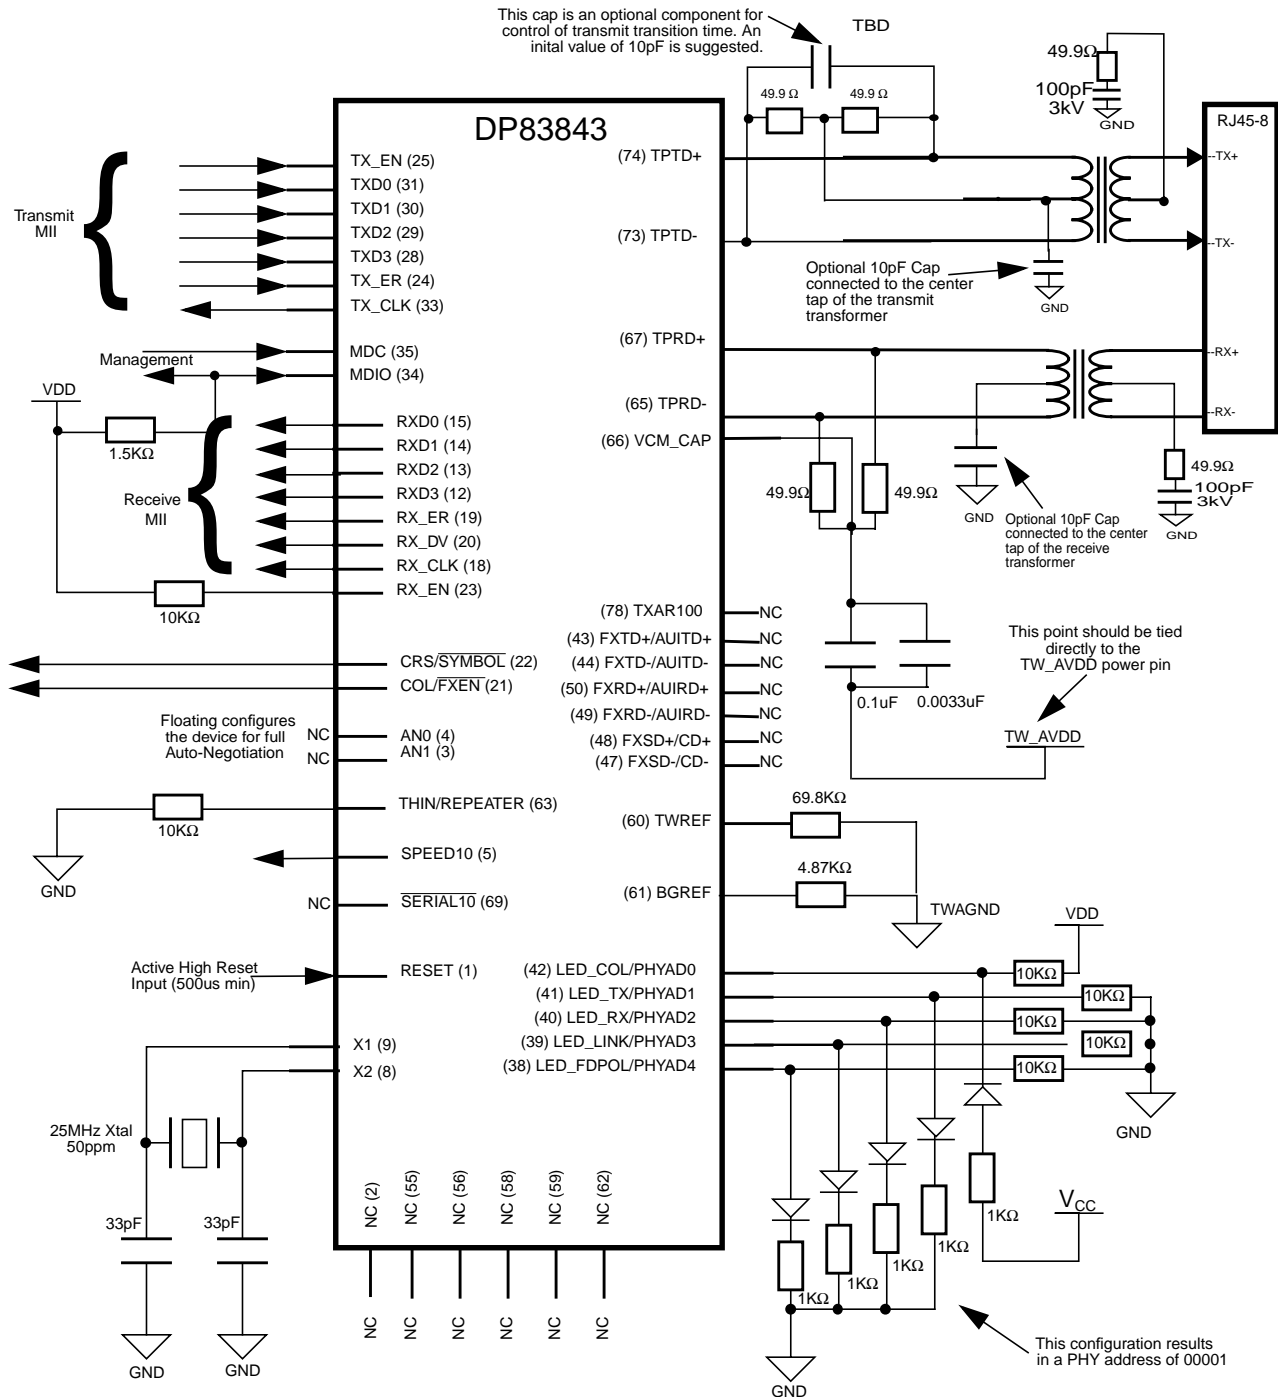 This cap is an optional component for
control of transmit transition time. An
inital value of 10pF is suggested.
TBD
49.9 Ω
49.9 Ω
49.9Ω
100pF
3kV
GND
RJ45-8
DP83843
Transmit
MII
TX_EN (25)
TXD0 (31)
TXD1 (30)
TXD2 (29)
TXD3 (28)
TX_ER (24)
TX_CLK (33)
(74) TPTD+
(73) TPTD-
--TX+
--TX-
Optional 10pF Cap
connected to the center
tap of the transmit
transformer
GND
Management
MDC (35)
MDIO (34)
VDD
1.5KΩ
(67) TPRD+
(65) TPRD-
(66) VCM_CAP
--RX+
--RX-
Receive
MII
RXD0 (15)
RXD1 (14)
RXD2 (13)
RXD3 (12)
RX_ER (19)
RX_DV (20)
RX_CLK (18)
RX_EN (23)
10KΩ
49.9Ω
49.9Ω
GND
Optional 10pF Cap
connected to the center
tap of the receive
transformer
49.9Ω
100pF
3kV
GND
(78) TXAR100
NC
(43) FXTD+/AUITD+
NC
(44) FXTD-/AUITD-
NC
(50) FXRD+/AUIRD+
NC
(49) FXRD-/AUIRD-
NC
(48) FXSD+/CD+
NC
(47) FXSD-/CD-
NC
0.1uF
0.0033uF
This point should be tied
directly to the
TW_AVDD power pin
TW_AVDD
CRS/SYMBOL (22)
COL/FXEN (21)
Floating configures
the device for full
Auto-Negotiation
NC
AN0 (4)
NC
AN1 (3)
10KΩ
GND
THIN/REPEATER (63)
SPEED10 (5)
NC
SERIAL10 (69)
(60) TWREF
69.8KΩ
(61) BGREF
4.87KΩ
TWAGND
Active High Reset
Input (500us min)
RESET (1)
(42) LED_COL/PHYAD0
(41) LED_TX/PHYAD1
(40) LED_RX/PHYAD2
(39) LED_LINK/PHYAD3
(38) LED_FDPOL/PHYAD4
VDD
10KΩ
10KΩ
10KΩ
10KΩ
10KΩ
GND
X1 (9)
X2 (8)
25MHz Xtal
50ppm
33pF
33pF
GND
GND
NC (2)
NC (55)
NC (56)
NC (58)
NC (59)
NC (62)
NC
NC
NC
NC
NC
NC
1KΩ
1KΩ
1KΩ
1KΩ
1KΩ
VCC
GND
This configuration results
in a PHY address of 00001